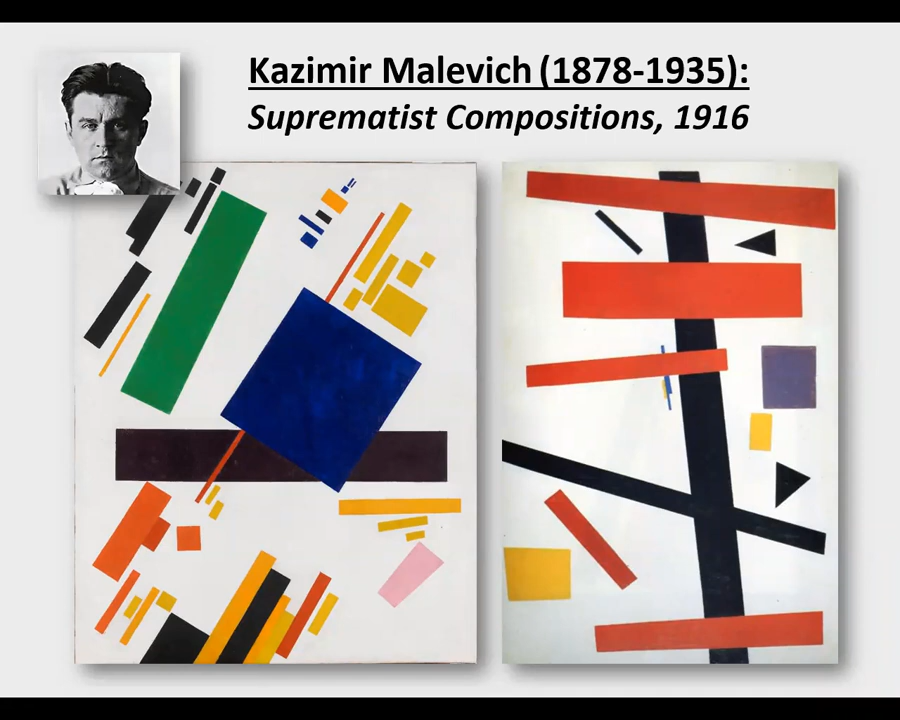 Kazimir Malevich (1878-1935):
Suprematist Compositions, 1916